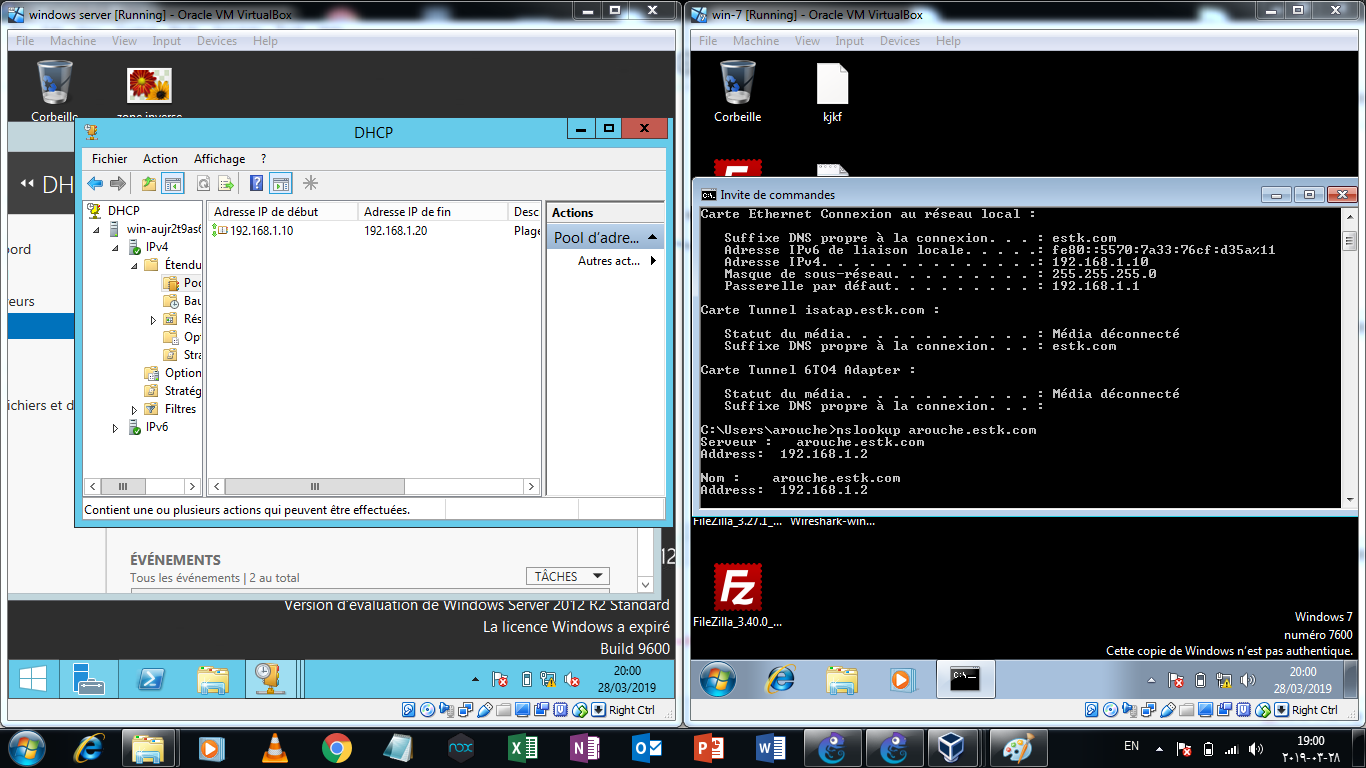 windows server [Running] - Oracle VM VirtualBox
File Machine View Input Devices Help
Corbeille
zone inverse
DHCP
Fichier Action Affichage ?
DH
DHCP
win-aujr2t9as6
IPv4
Étendu
Poo
Bau
Rés
Opt
Stra
Option
Stratég
Filtres
IPv6
Adresse IP de début Adresse IP de fin Desc
192.168.1.10 192.168.1.20 Plage
Actions
Pool d'adre...
Autres act...
Contient une ou plusieurs actions qui peuvent être effectuées.
ord
eurs
ichiers et d
ÉVÉNEMENTS
Tous les événements | 2 au total
TÂCHES
12
Version d'évaluation de Windows Server 2012 R2 Standard
La licence Windows a expiré
Build 9600
20:00
28/03/2019
Right Ctrl
win-7 [Running] - Oracle VM VirtualBox
File Machine View Input Devices Help
Corbeille
kjkf
Invite de commandes
Carte Ethernet Connexion au réseau local :
Suffixe DNS propre à la connexion. . . : estk.com
Adresse IPv6 de liaison locale. . . . .: fe80::5570:7a33:76cf:d35a%11
Adresse IPv4. . . . . . . . . . . . . .: 192.168.1.10
Masque de sous-réseau. . . . . . . . . : 255.255.255.0
Passerelle par défaut. . . . . . . . . : 192.168.1.1
Carte Tunnel isatap.estk.com :
Statut du média. . . . . . . . . . . . : Média déconnecté
Suffixe DNS propre à la connexion. . . : estk.com
Carte Tunnel 6TO4 Adapter :
Statut du média. . . . . . . . . . . . : Média déconnecté
Suffixe DNS propre à la connexion. . . :
C:\Users\arouche>nslookup arouche.estk.com
Serveur : arouche.estk.com
Address: 192.168.1.2
Nom : arouche.estk.com
Address: 192.168.1.2
FileZilla_3.27.1_... Wireshark-win...
FileZilla_3.40.0_...
Windows 7
numéro 7600
Cette copie de Windows n'est pas authentique.
20:00
28/03/2019
Right Ctrl
nox
EN
19:00
٢٠١٩-٠٣-٢٨